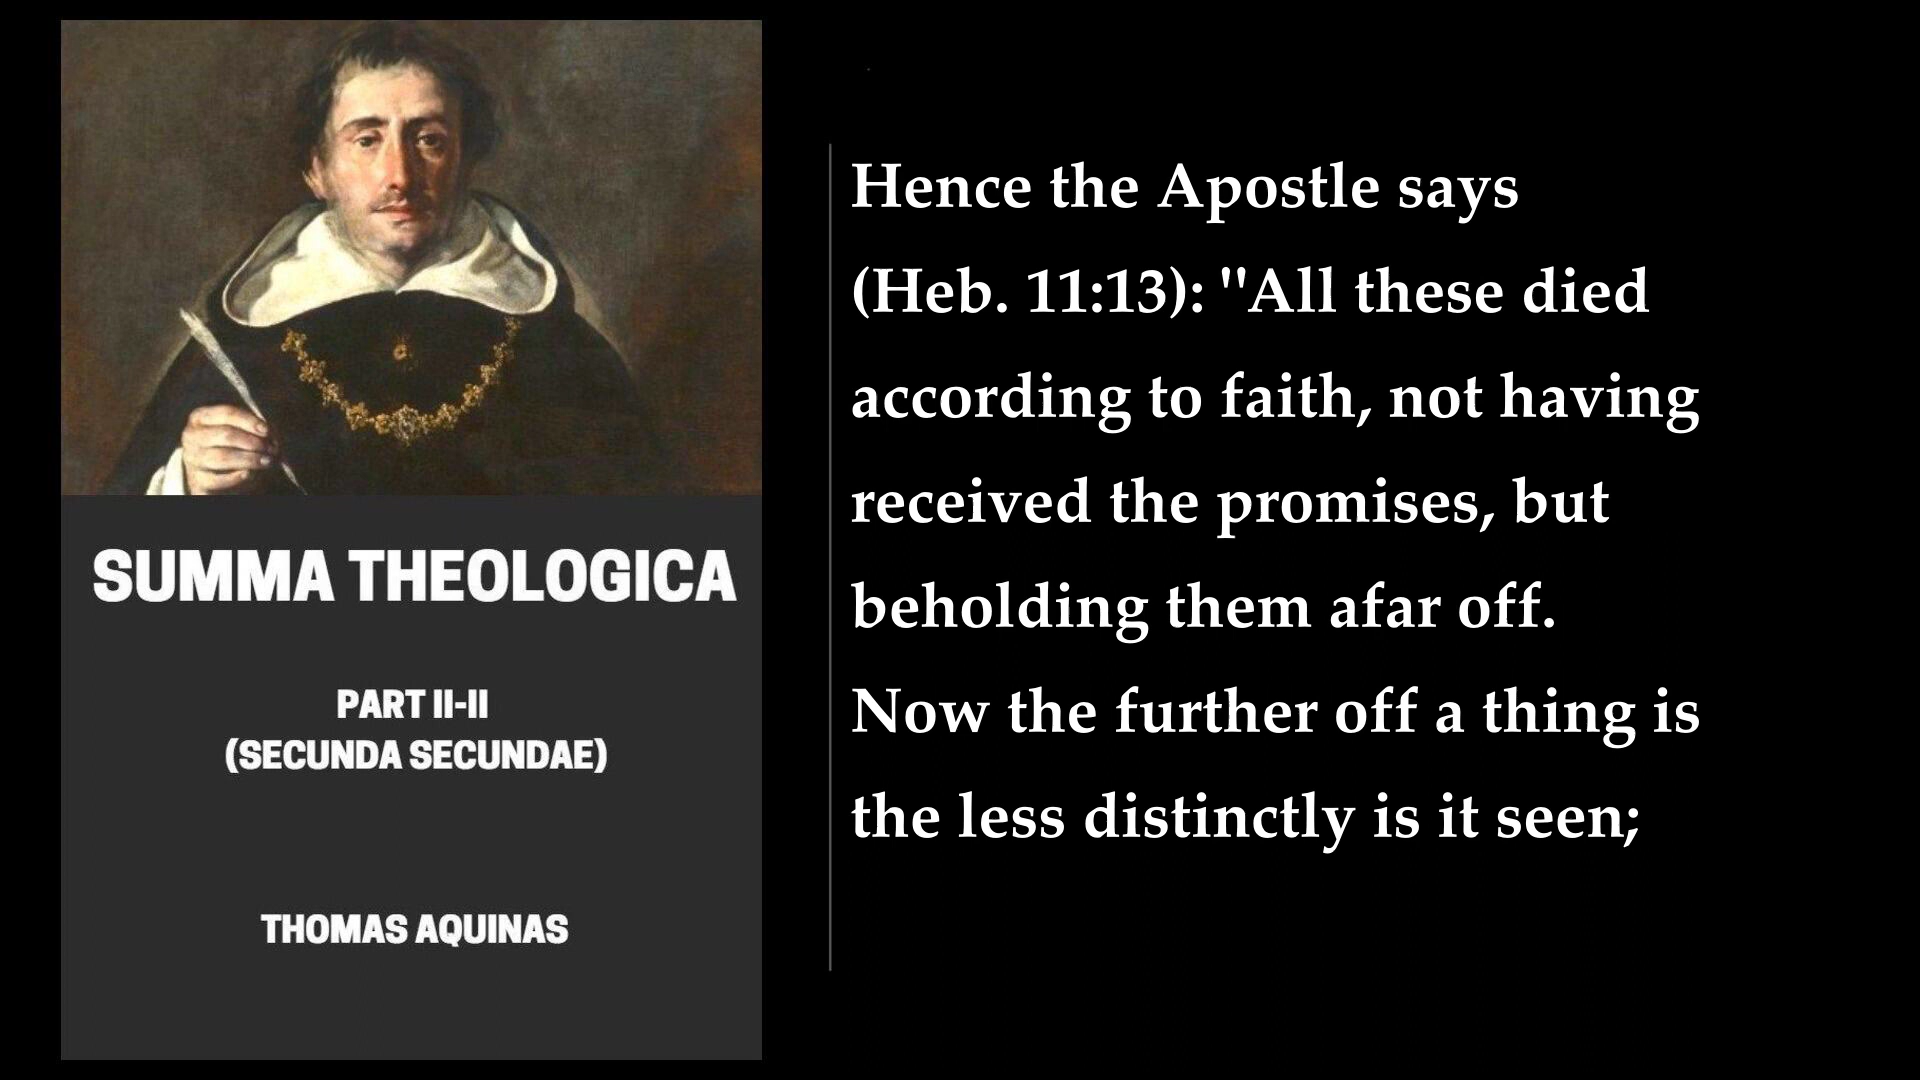 SUMMA THEOLOGICA
PART II-II
(SECUNDA SECUNDAE)
THOMAS AQUINAS
Hence the Apostle says
(Heb. 11:13): "All these died
according to faith, not having
received the promises, but
beholding them afar off.
Now the further off a thing is
the less distinctly is it seen;